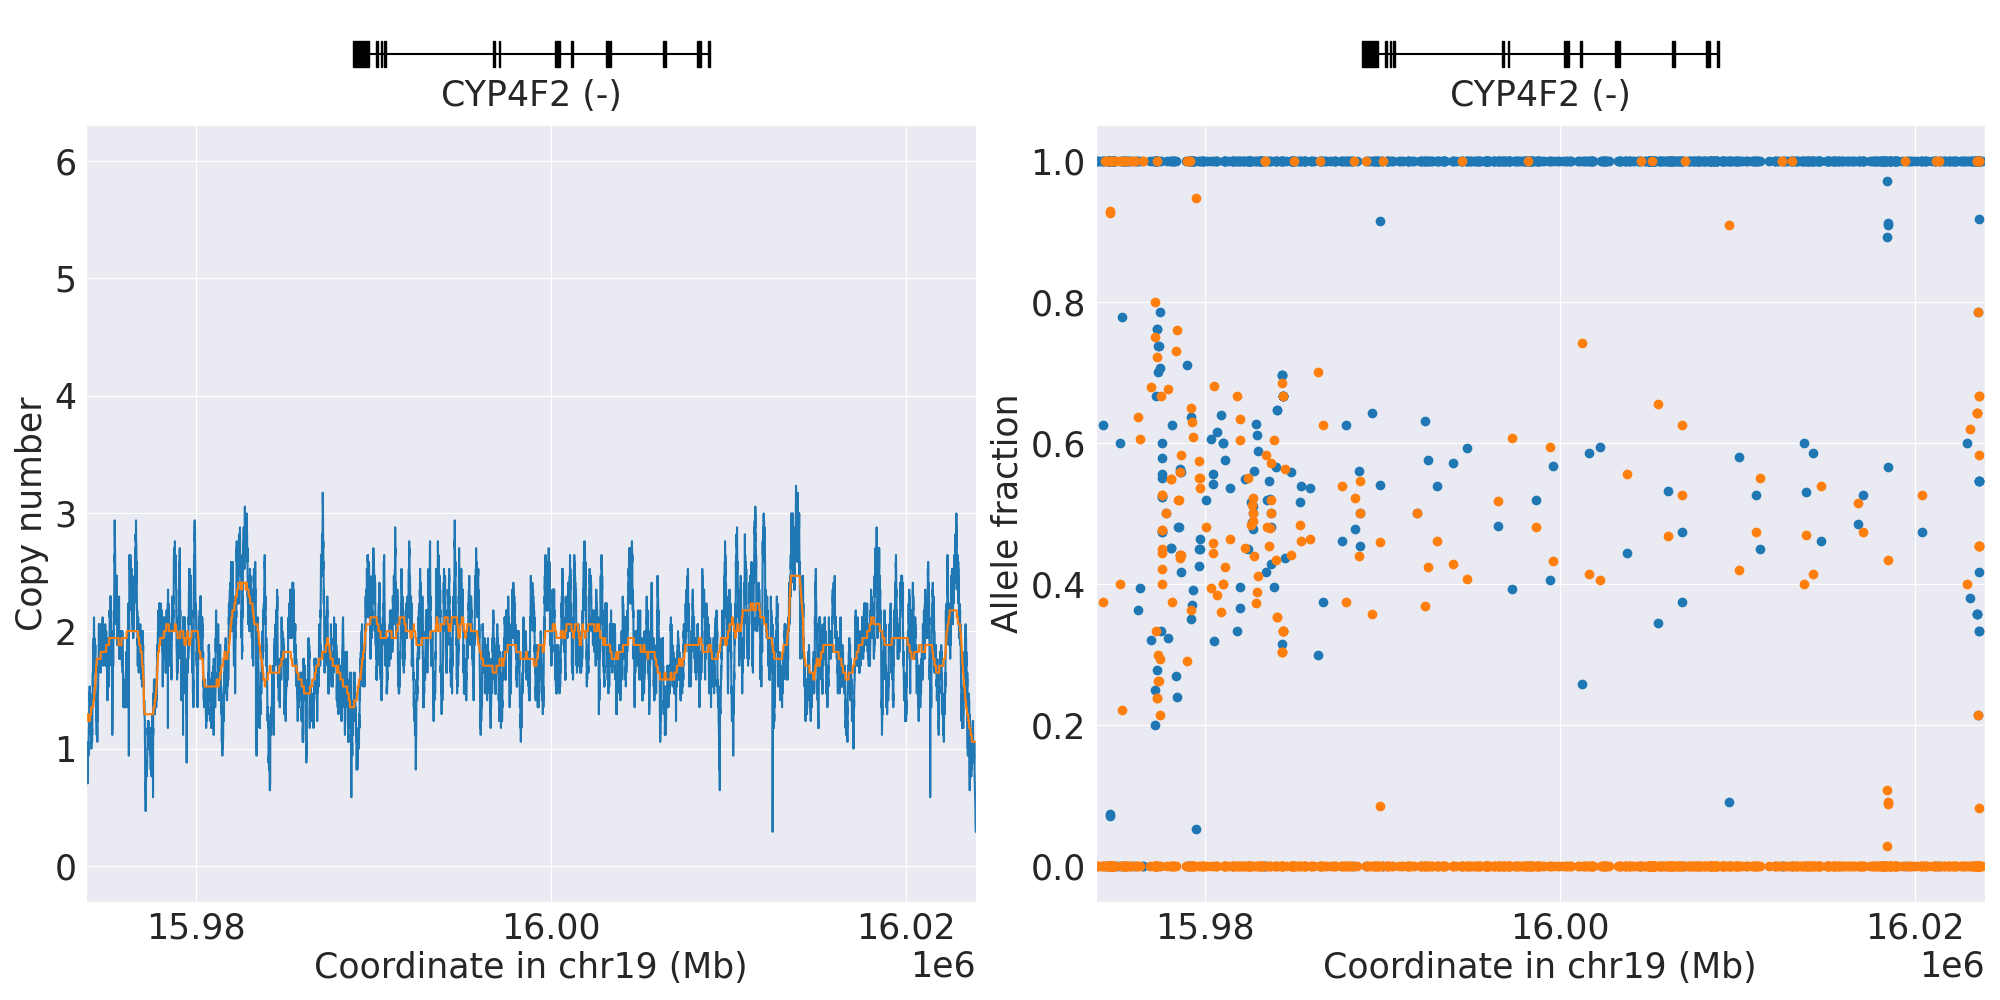 CYP4F2 (-)
6
5
4
3
2
1
0
Copy number
15.98
16.00
16.02
Coordinate in chr19 (Mb)
1e6
CYP4F2 (-)
1.0
0.8
0.6
0.4
0.2
0.0
Allele fraction
15.98
16.00
16.02
Coordinate in chr19 (Mb)
1e6